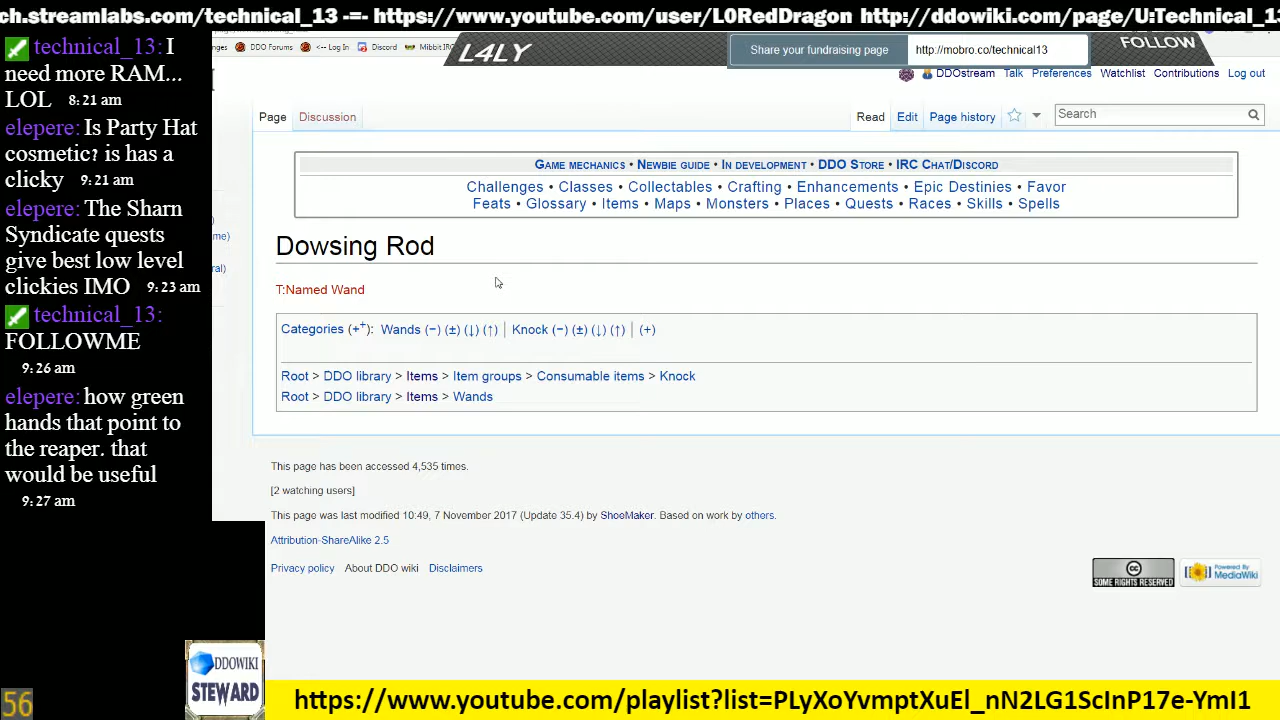 ch.streamlabs.com/technical_13 -=- https://www.youtube.com/user/L0RedDragon http://ddowiki.com/page/U:Technical_13
technical_13: I
need more RAM...
LOL 8:21 am
elepere: Is Party Hat
cosmetic? is has a
clicky 9:21 am
elepere: The Sharn
Syndicate quests
give best low level
clickies IMO 9:23 am
technical_13:
FOLLOWME
9:26 am
elepere: how green
hands that point to
the reaper. that
would be useful
9:27 am
56
DDO Forums <-- Log In Discord Mibbit
L4LY
Share your fundraising page http://mobro.co/technical13
FOLLOW
DDOstream Talk Preferences Watchlist Contributions Log out
Page Discussion Read Edit Page history Search
Game mechanics • Newbie guide • In development • DDO Store • IRC Chat/Discord
Challenges • Classes • Collectables • Crafting • Enhancements • Epic Destinies • Favor
Feats • Glossary • Items • Maps • Monsters • Places • Quests • Races • Skills • Spells
Dowsing Rod
T:Named Wand
Categories (+⁺): Wands (−) (±) (↓) (↑) | Knock (−) (±) (↓) (↑) | (+)
Root > DDO library > Items > Item groups > Consumable items > Knock
Root > DDO library > Items > Wands
This page has been accessed 4,535 times.
[2 watching users]
This page was last modified 10:49, 7 November 2017 (Update 35.4) by ShoeMaker. Based on work by others.
Attribution-ShareAlike 2.5
Privacy policy About DDO wiki Disclaimers
cc
SOME RIGHTS RESERVED
Powered By
MediaWiki
DDOWIKI
STEWARD
https://www.youtube.com/playlist?list=PLyXoYvmptXuEl_nN2LG1ScInP17e-YmI1